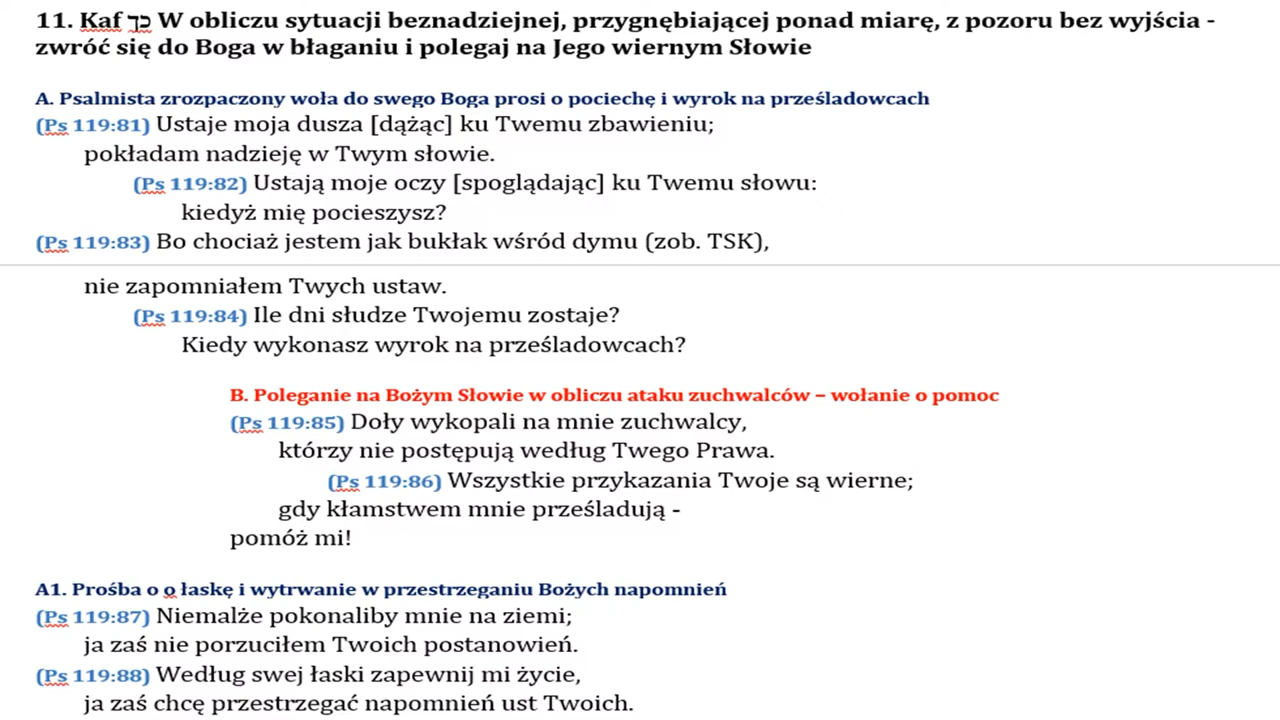 11. Kaf כך W obliczu sytuacji beznadziejnej, przygnębiającej ponad miarę, z pozoru bez wyjścia -
zwróć się do Boga w błaganiu i polegaj na Jego wiernym Słowie
A. Psalmista zrozpaczony woła do swego Boga prosi o pociechę i wyrok na prześladowcach
(Ps 119:81) Ustaje moja dusza [dążąc] ku Twemu zbawieniu;
pokładam nadzieję w Twym słowie.
(Ps 119:82) Ustają moje oczy [spoglądając] ku Twemu słowu:
kiedyż mię pocieszysz?
(Ps 119:83) Bo chociaż jestem jak bukłak wśród dymu (zob. TSK),
nie zapomniałem Twych ustaw.
(Ps 119:84) Ile dni słudze Twojemu zostaje?
Kiedy wykonasz wyrok na prześladowcach?
B. Poleganie na Bożym Słowie w obliczu ataku zuchwalców – wołanie o pomoc
(Ps 119:85) Doły wykopali na mnie zuchwalcy,
którzy nie postępują według Twego Prawa.
(Ps 119:86) Wszystkie przykazania Twoje są wierne;
gdy kłamstwem mnie prześladują -
pomóż mi!
A1. Prośba o o łaskę i wytrwanie w przestrzeganiu Bożych napomnień
(Ps 119:87) Niemalże pokonaliby mnie na ziemi;
ja zaś nie porzuciłem Twoich postanowień.
(Ps 119:88) Według swej łaski zapewnij mi życie,
ja zaś chcę przestrzegać napomnień ust Twoich.